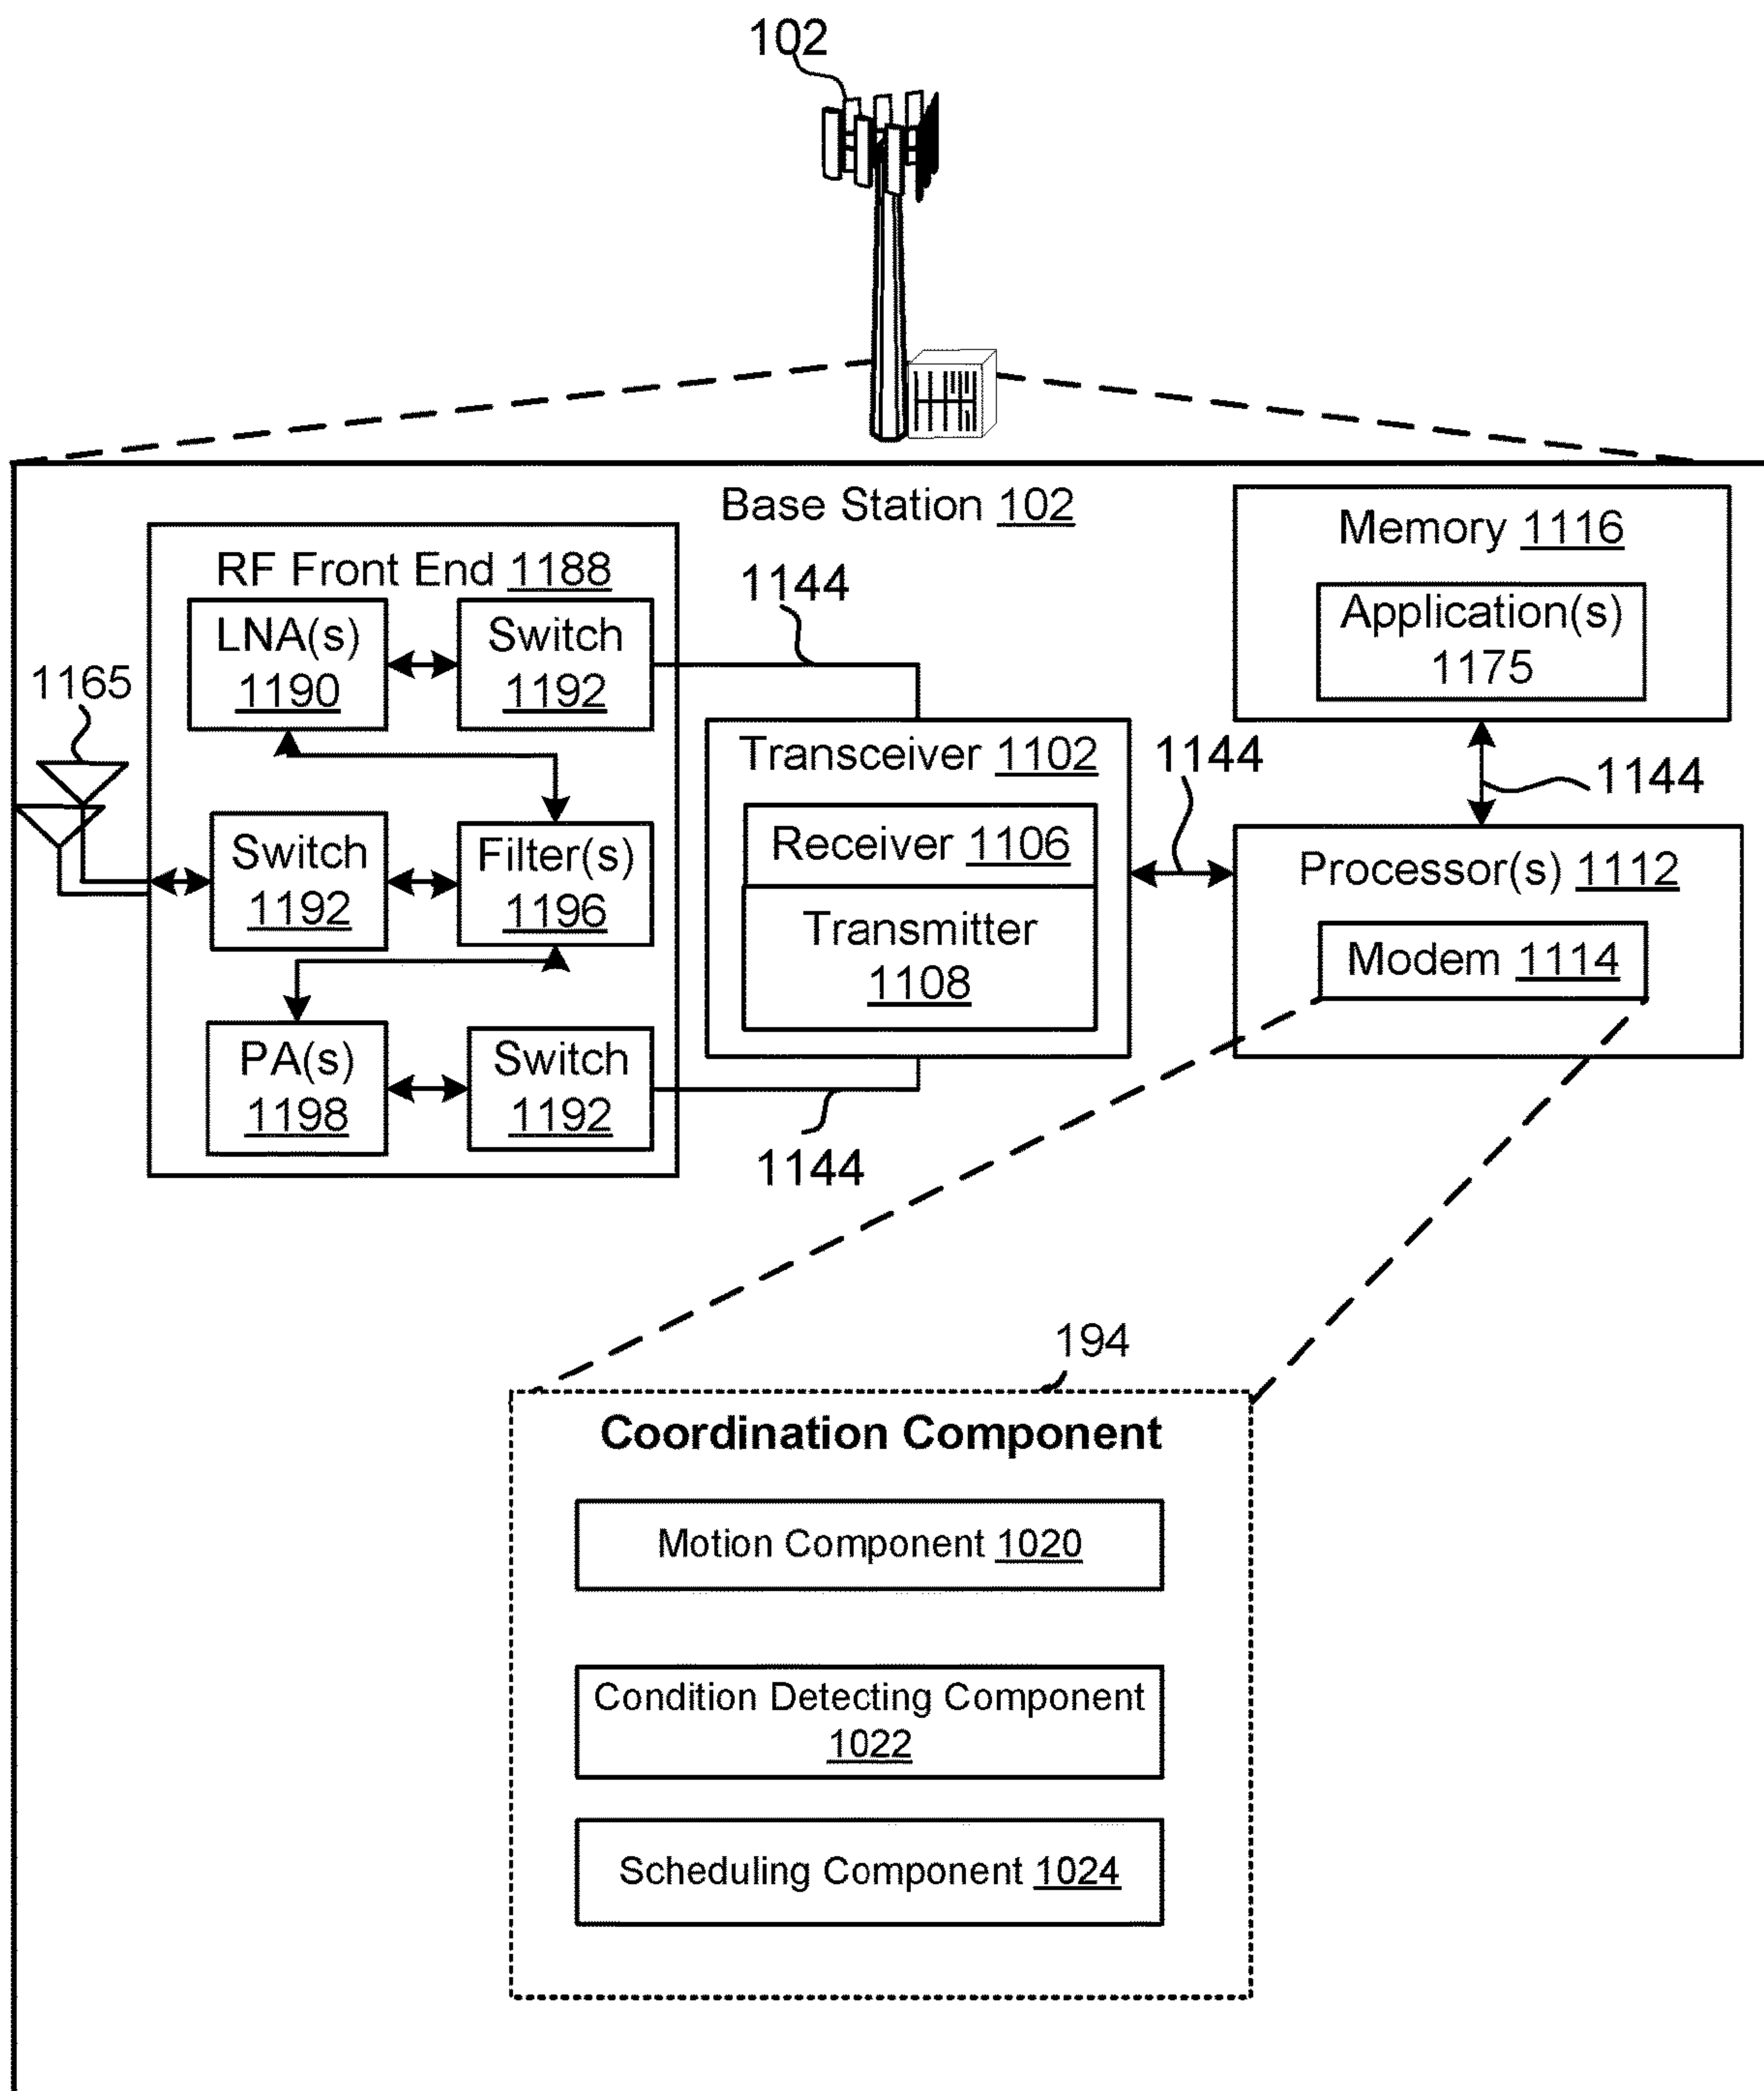 102
Base Station 102
RF Front End 1188
LNA(s)
1190
Switch
1192
1144
1165
Switch
1192
Filter(s)
1196
PA(s)
1198
Switch
1192
1144
Transceiver 1102
Receiver 1106
Transmitter
1108
1144
Memory 1116
Application(s)
1175
1144
Processor(s) 1112
Modem 1114
194
Coordination Component
Motion Component 1020
Condition Detecting Component
1022
Scheduling Component 1024